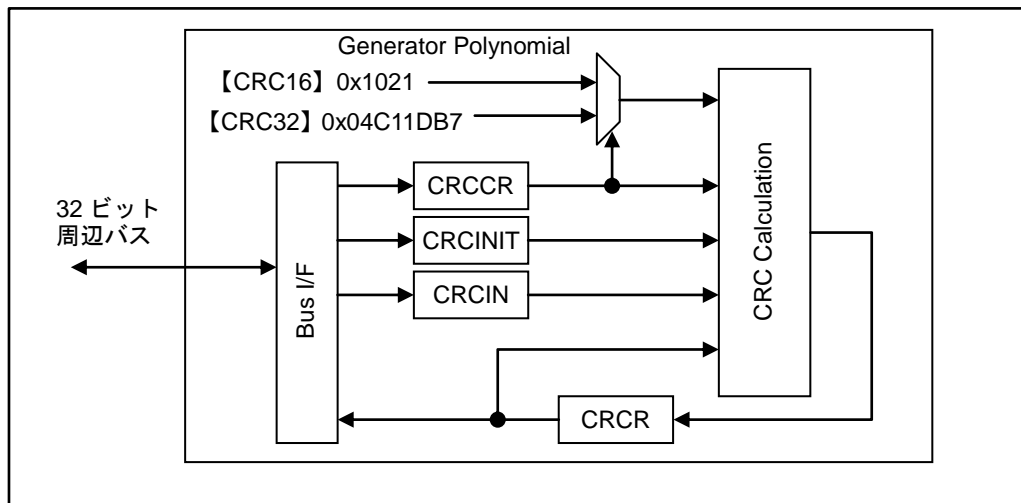 Generator Polynomial
【CRC16】0x1021
【CRC32】0x04C11DB7
32 ビット
周辺バス
Bus I/F
CRCCR
CRCINIT
CRCIN
CRC Calculation
CRCR